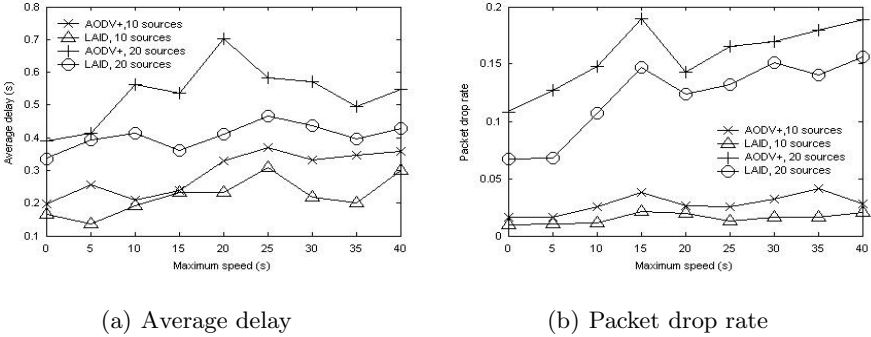 0.8
0.7
0.6
0.5
0.4
0.3
0.2
0.1
Average delay (s)
AODV+,10 sources
LAID, 10 sources
AODV+, 20 sources
LAID, 20 sources
0 5 10 15 20 25 30 35 40
Maximum speed (s)
(a) Average delay
0.2
0.15
0.1
0.05
0
Packet drop rate
AODV+,10 sources
LAID, 10 sources
AODV+, 20 sources
LAID, 20 sources
0 5 10 15 20 25 30 35 40
Maximum speed (s)
(b) Packet drop rate